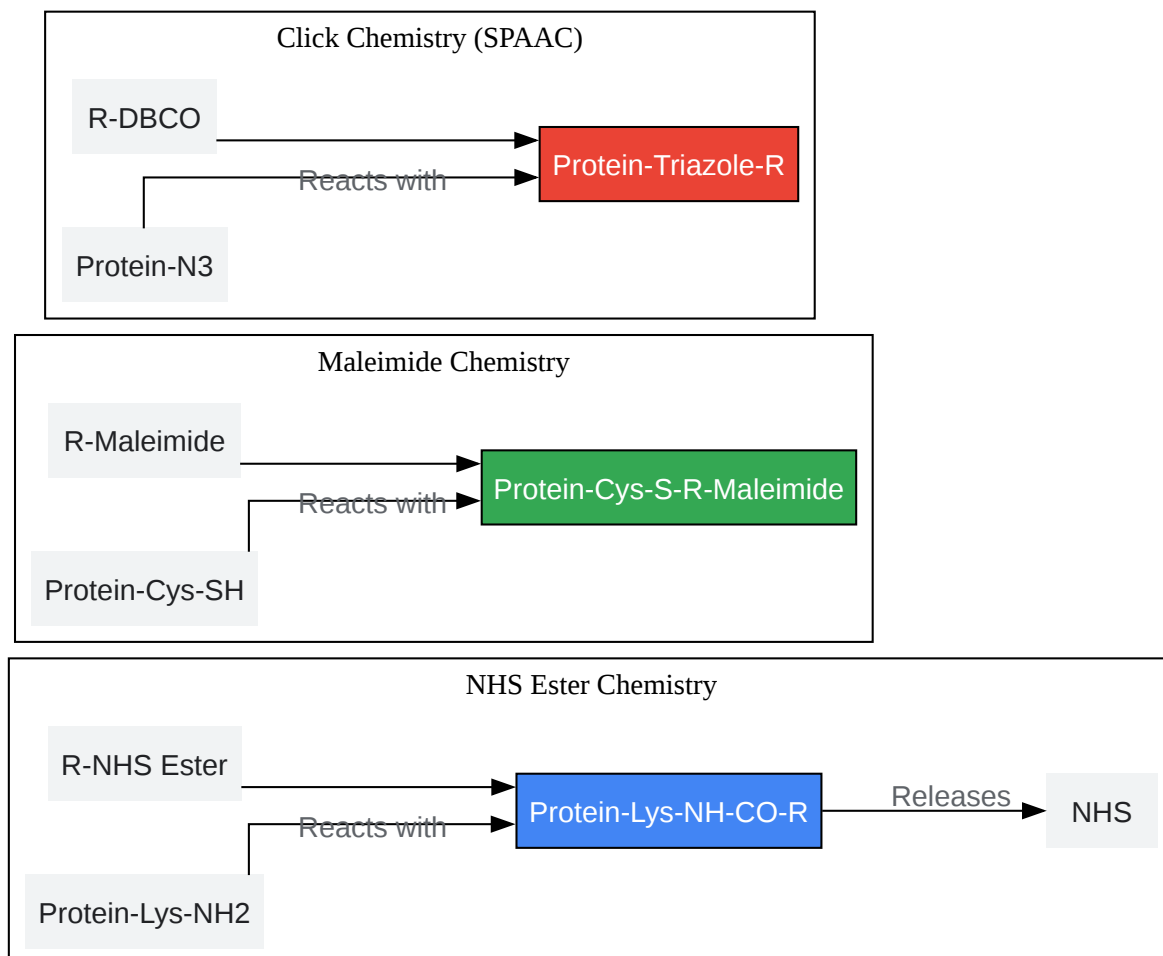 Click Chemistry (SPAAC)
R-DBCO
Protein-Triazole-R
Reacts with
Protein-N3
Maleimide Chemistry
R-Maleimide
Protein-Cys-S-R-Maleimide
Reacts with
Protein-Cys-SH
NHS Ester Chemistry
R-NHS Ester
Protein-Lys-NH-CO-R
Releases
NHS
Reacts with
Protein-Lys-NH2